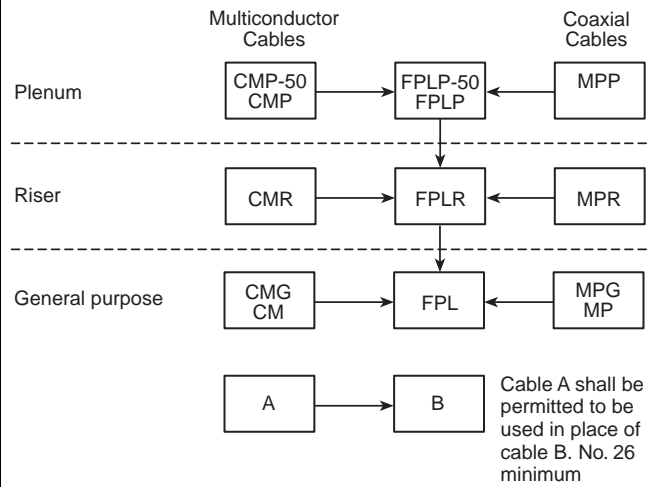 Multiconductor
Cables
Coaxial
Cables
Plenum
CMP-50
CMP
FPLP-50
FPLP
MPP
Riser
CMR
FPLR
MPR
General purpose
CMG
CM
FPL
MPG
MP
A
B
Cable A shall be
permitted to be
used in place of
cable B. No. 26
minimum